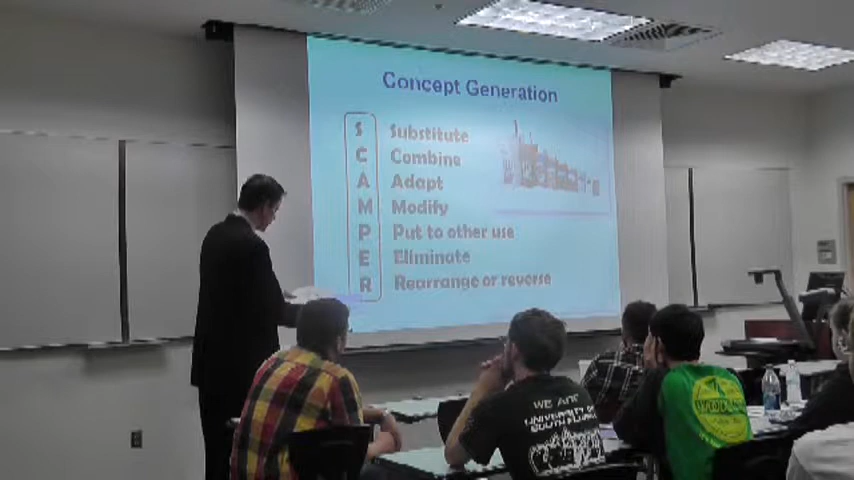 Concept Generation
S Substitute
C Combine
A Adapt
M Modify
P Put to other use
E Eliminate
R Rearrange or reverse
WE ARE
UNIVERSITY OF
SOUTH FLORIDA